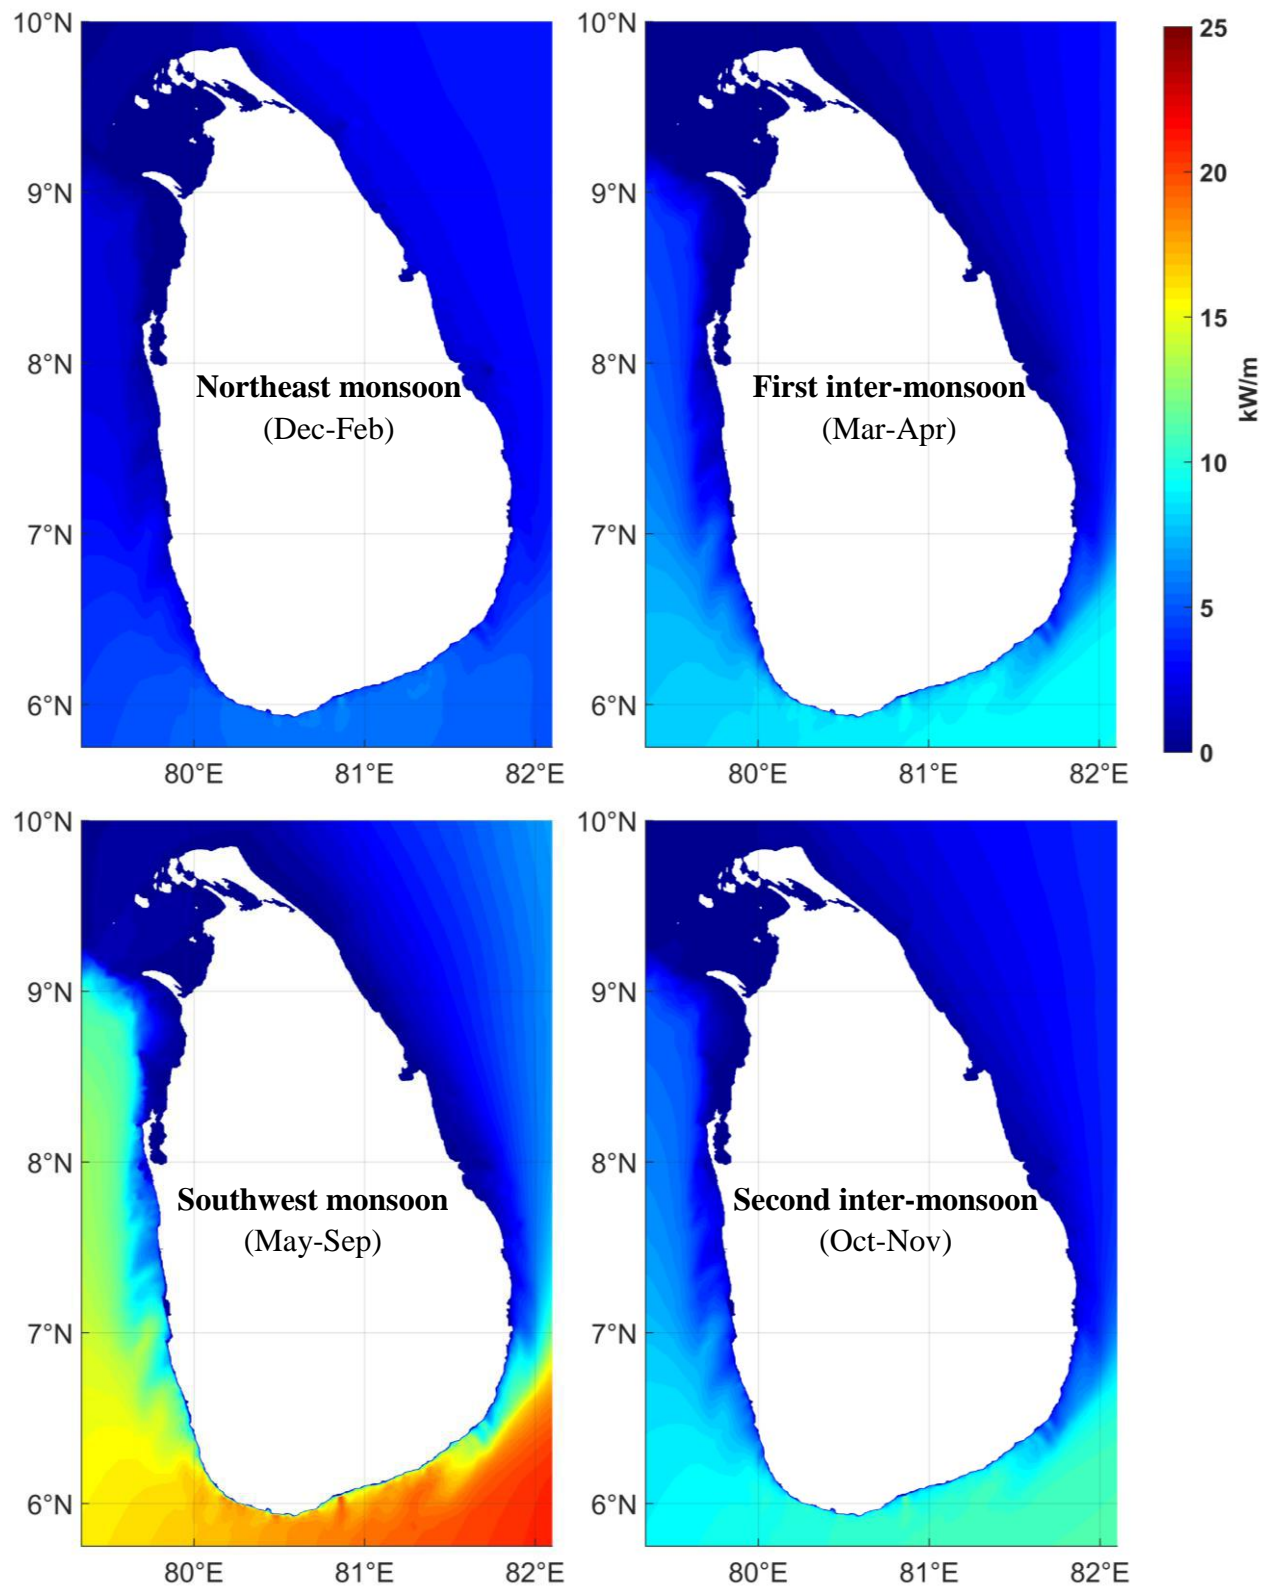 10°N
9°N
8°N
7°N
6°N
80°E
81°E
82°E
Northeast monsoon
(Dec-Feb)
10°N
9°N
8°N
7°N
6°N
80°E
81°E
82°E
First inter-monsoon
(Mar-Apr)
25
20
15
10
5
0
kW/m
10°N
9°N
8°N
7°N
6°N
80°E
81°E
82°E
Southwest monsoon
(May-Sep)
10°N
9°N
8°N
7°N
6°N
80°E
81°E
82°E
Second inter-monsoon
(Oct-Nov)